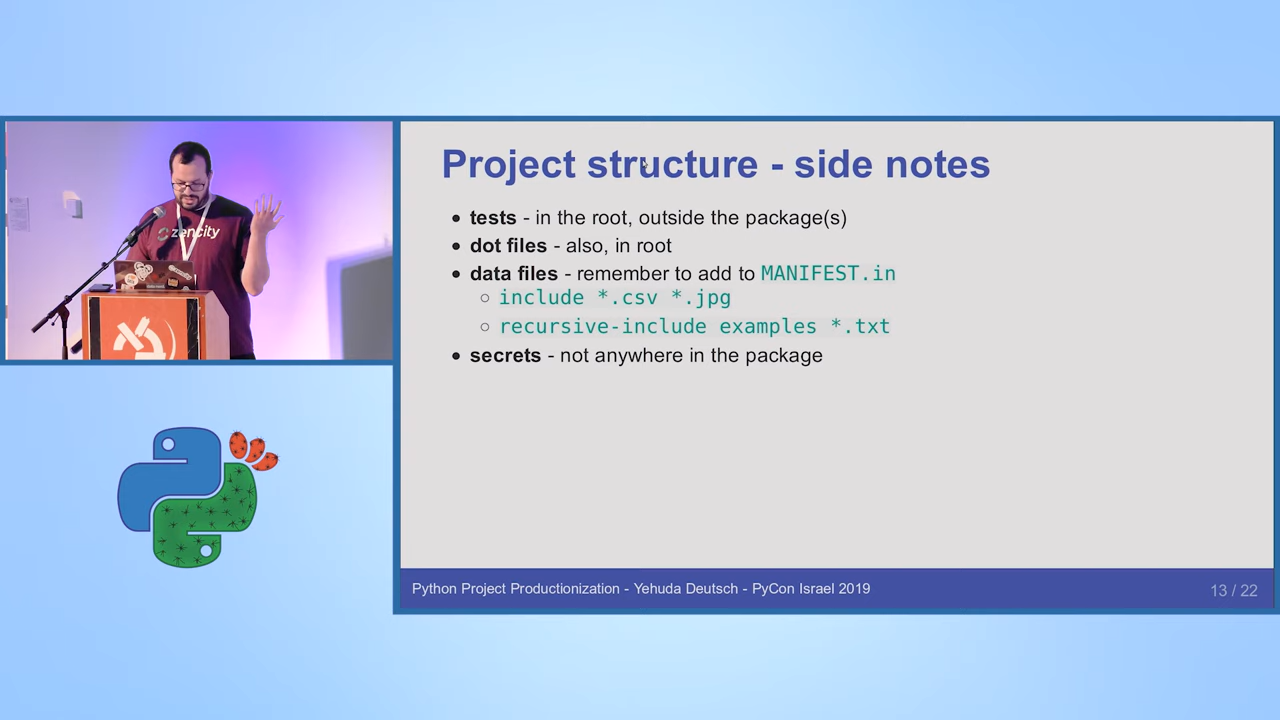 zencity
Project structure - side notes
• tests - in the root, outside the package(s)
• dot files - also, in root
• data files - remember to add to MANIFEST.in
○ include *.csv *.jpg
○ recursive-include examples *.txt
• secrets - not anywhere in the package
Python Project Productionization - Yehuda Deutsch - PyCon Israel 2019
13 / 22